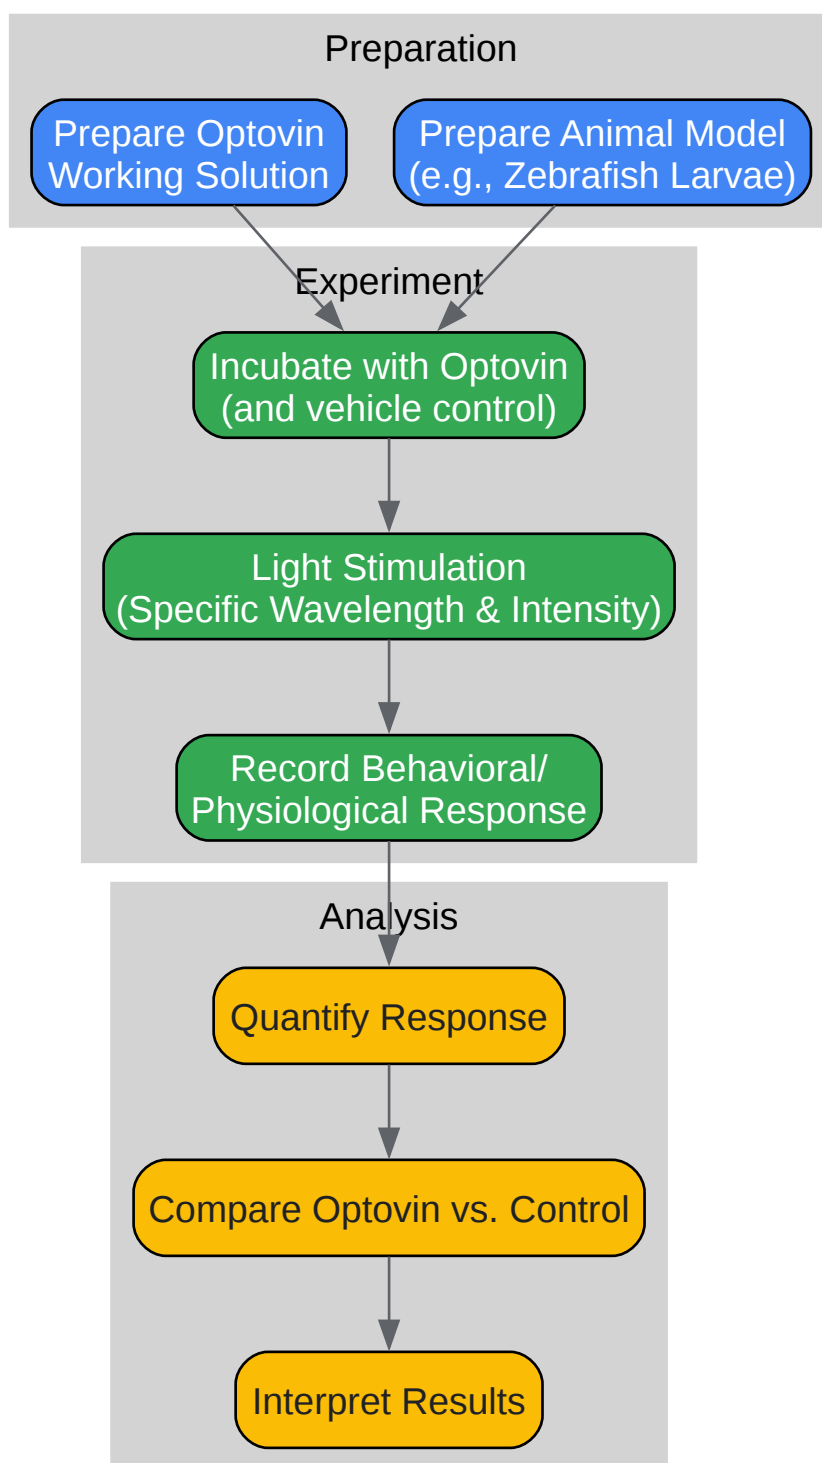 Preparation
Prepare Optovin
Working Solution
Prepare Animal Model
(e.g., Zebrafish Larvae)
Experiment
Incubate with Optovin
(and vehicle control)
Light Stimulation
(Specific Wavelength & Intensity)
Record Behavioral/
Physiological Response
Analysis
Quantify Response
Compare Optovin vs. Control
Interpret Results